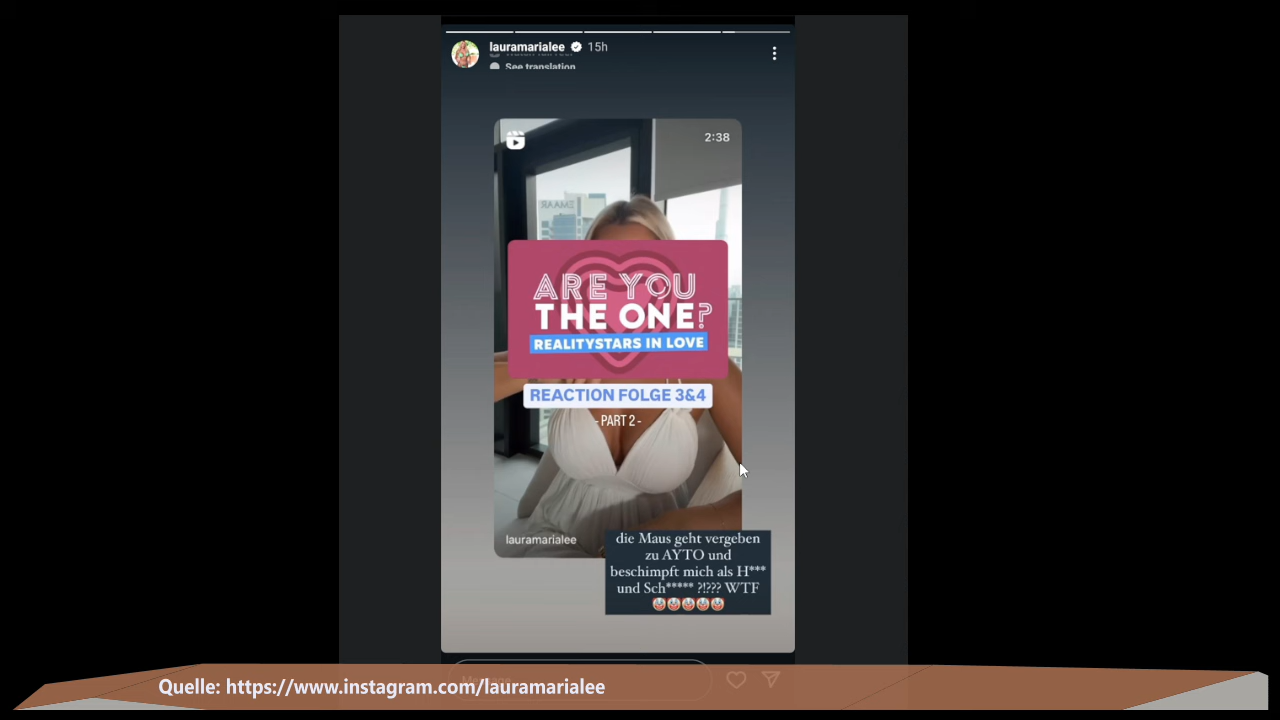 lauramarialee 15h
See translation
2:38
EMAAR
ARE YOU
THE ONE?
REALITYSTARS IN LOVE
REACTION FOLGE 3&4
- PART 2 -
lauramarialee
die Maus geht vergeben
zu AYTO und
beschimpft mich als H***
und Sch***** ?!??? WTF
🤡🤡🤡🤡🤡
Quelle: https://www.instagram.com/lauramarialee